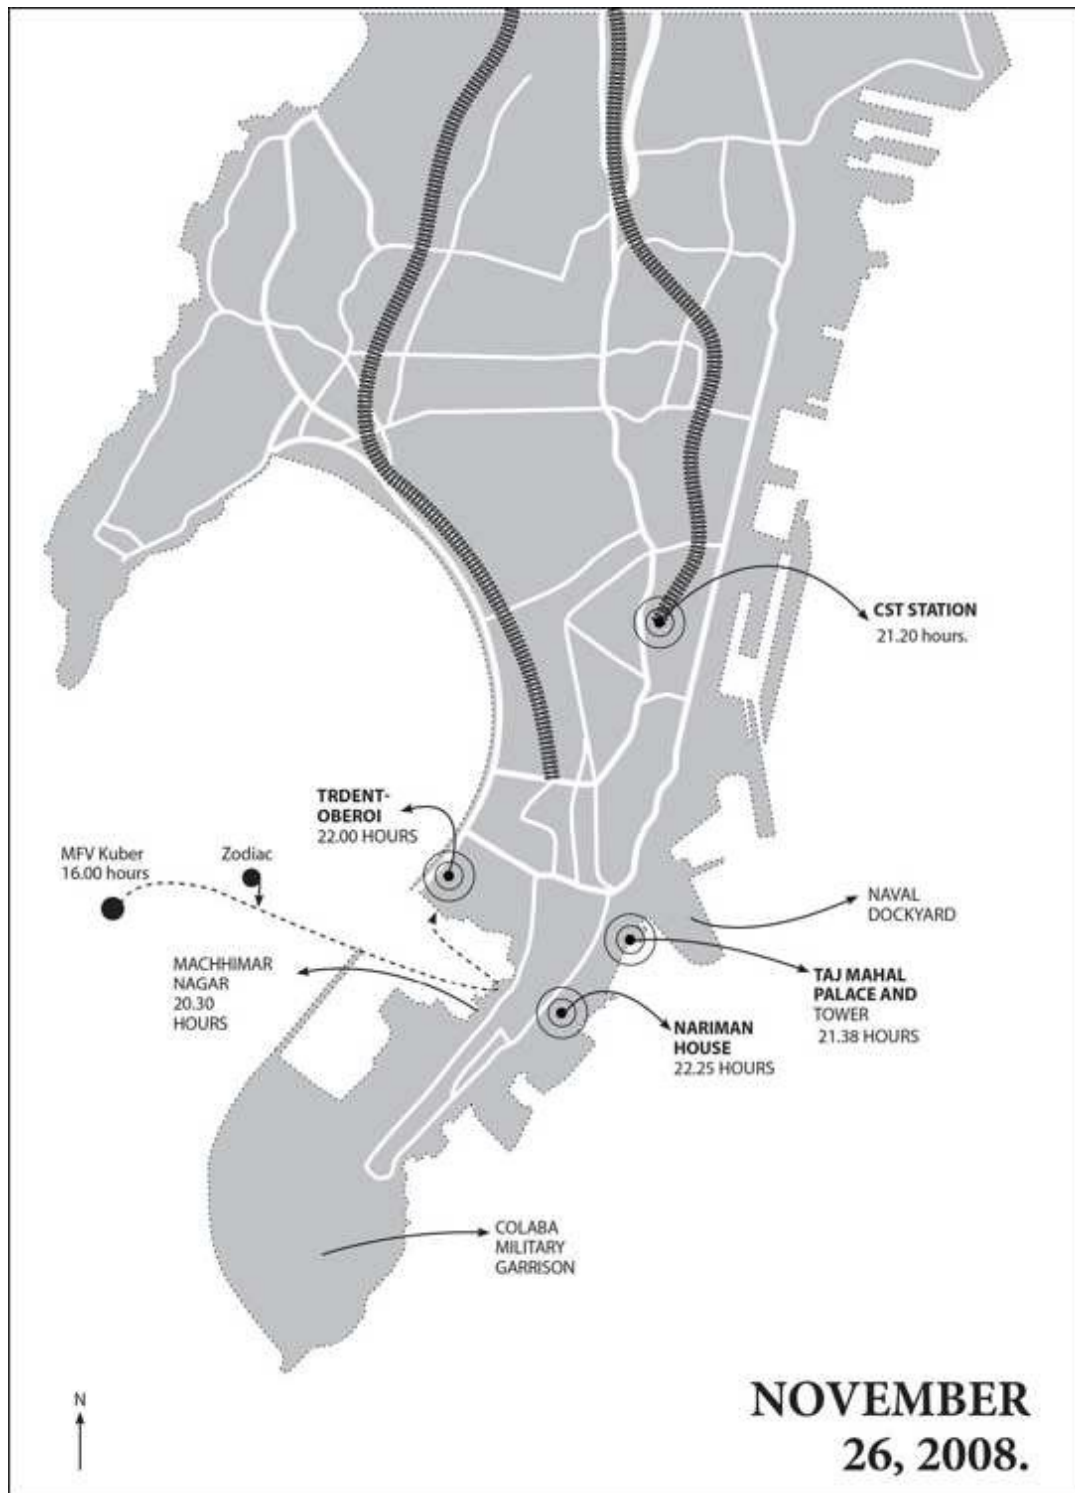 CST STATION
21.20 hours.
TRDENT-
OBEROI
22.00 HOURS
MFV Kuber
16.00 hours
Zodiac
NAVAL
DOCKYARD
MACHHIMAR
NAGAR
20.30
HOURS
TAJ MAHAL
PALACE AND
TOWER
21.38 HOURS
NARIMAN
HOUSE
22.25 HOURS
COLABA
MILITARY
GARRISON
N
NOVEMBER
26, 2008.